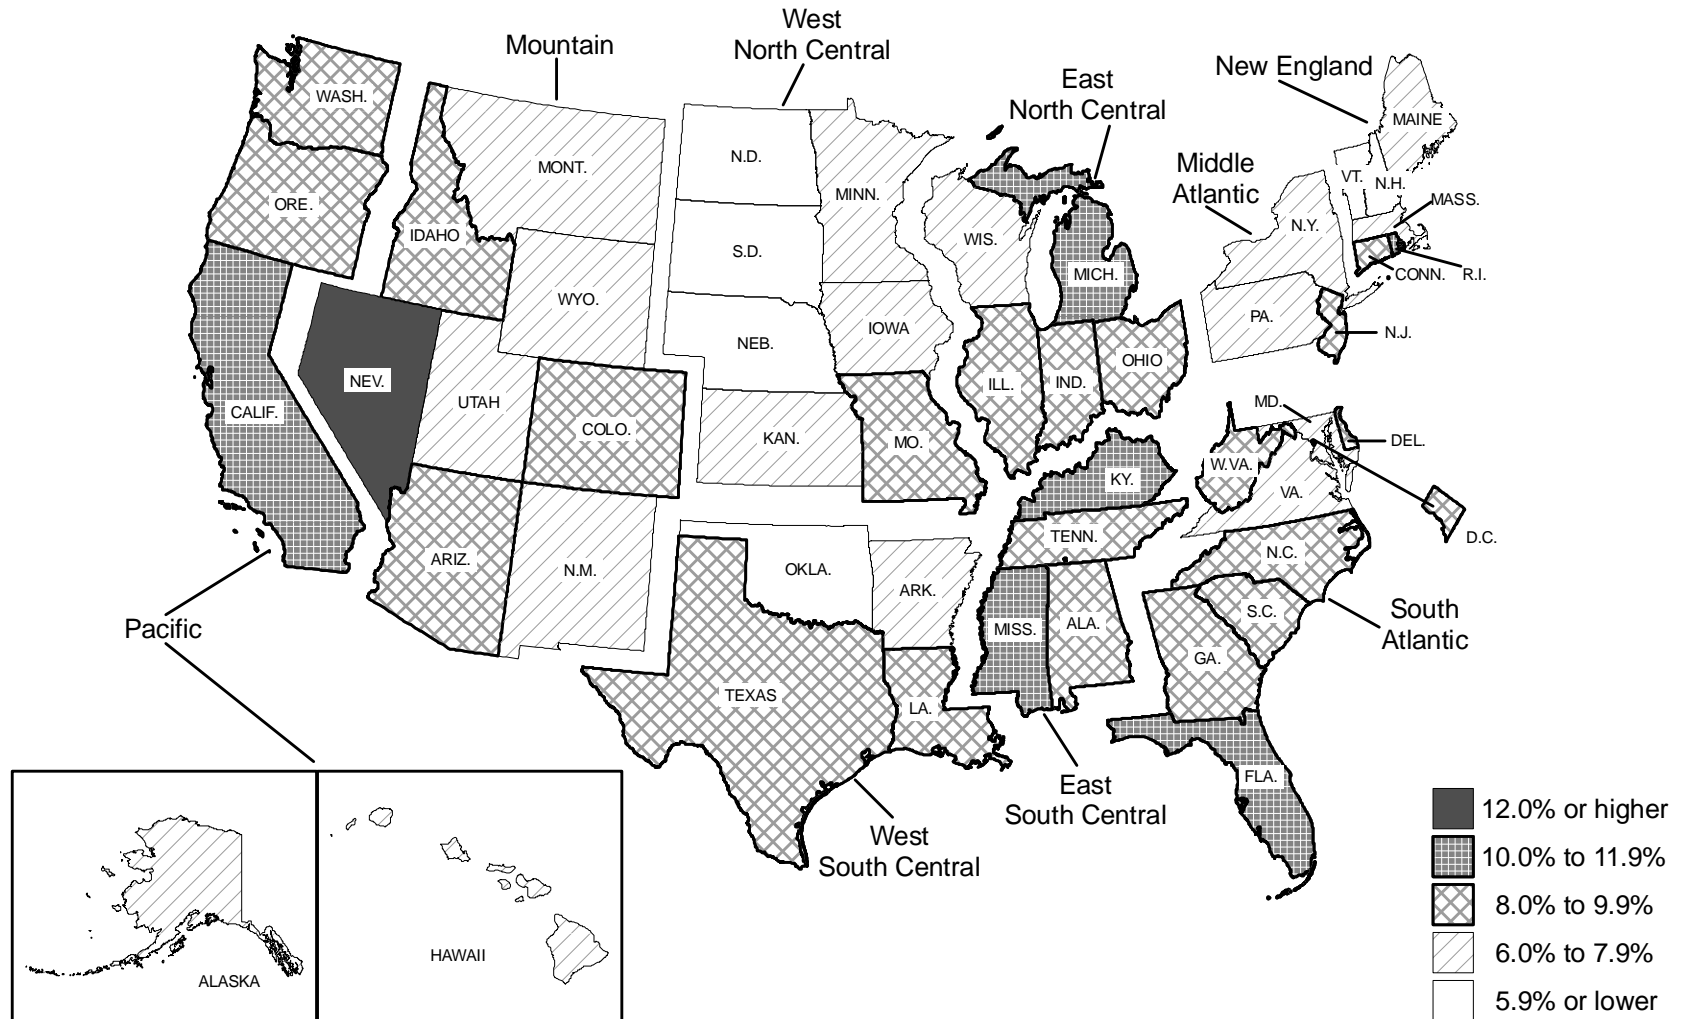 West
North Central
Mountain
New England
East
North Central
WASH.
MAINE
N.D.
MONT.
Middle
Atlantic
VT.
N.H.
MINN.
MASS.
ORE.
N.Y.
IDAHO
WIS.
S.D.
MICH.
CONN.
R.I.
WYO.
PA.
IOWA
N.J.
NEB.
OHIO
NEV.
ILL.
IND.
UTAH
MD.
CALIF.
COLO.
KAN.
MO.
DEL.
W.VA.
KY.
VA.
TENN.
D.C.
N.C.
ARIZ.
N.M.
OKLA.
ARK.
S.C.
South
Atlantic
Pacific
MISS.
ALA.
GA.
TEXAS
LA.
FLA.
East
South Central
West
South Central
12.0% or higher
10.0% to 11.9%
8.0% to 9.9%
6.0% to 7.9%
5.9% or lower
HAWAII
ALASKA